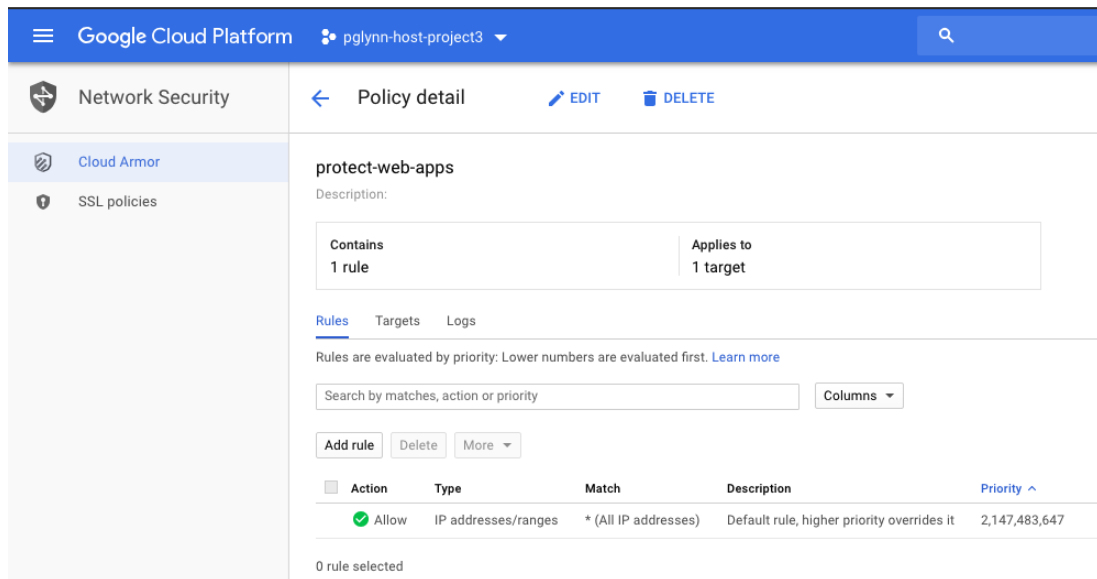 Google Cloud Platform pglynn-host-project3
Network Security
Policy detail EDIT DELETE
Cloud Armor
SSL policies
protect-web-apps
Description:
Contains Applies to
1 rule 1 target
Rules Targets Logs
Rules are evaluated by priority: Lower numbers are evaluated first. Learn more
Search by matches, action or priority Columns
Add rule Delete More
Action Type Match Description Priority
Allow IP addresses/ranges * (All IP addresses) Default rule, higher priority overrides it 2,147,483,647
0 rule selected